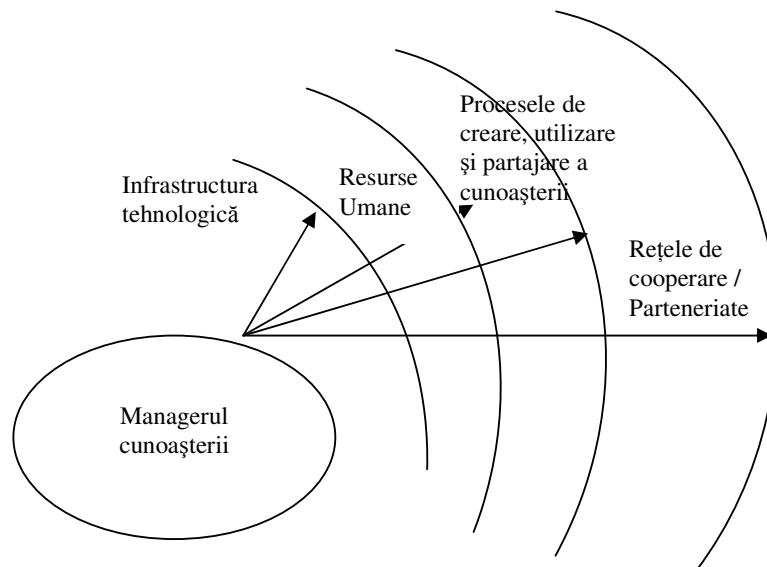 Procesele de
creare, utilizare
şi partajare a
cunoaşterii
Resurse
Umane
Infrastructura
tehnologică
Reţele de
cooperare /
Parteneriate
Managerul
cunoaşterii